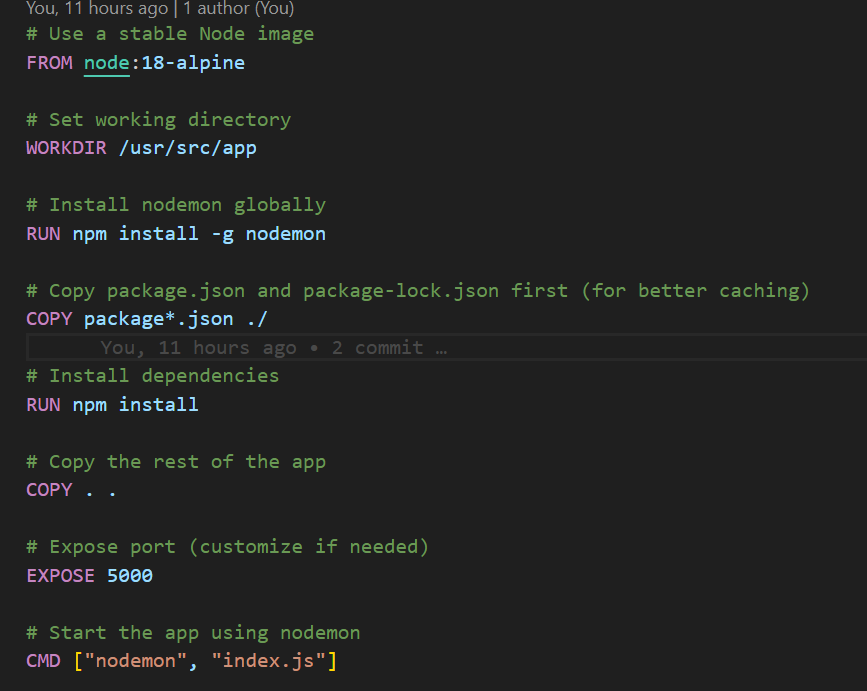 You, 11 hours ago | 1 author (You)
# Use a stable Node image
FROM node:18-alpine
# Set working directory
WORKDIR /usr/src/app
# Install nodemon globally
RUN npm install -g nodemon
# Copy package.json and package-lock.json first (for better caching)
COPY package*.json ./
You, 11 hours ago • 2 commit …
# Install dependencies
RUN npm install
# Copy the rest of the app
COPY . .
# Expose port (customize if needed)
EXPOSE 5000
# Start the app using nodemon
CMD ["nodemon", "index.js"]